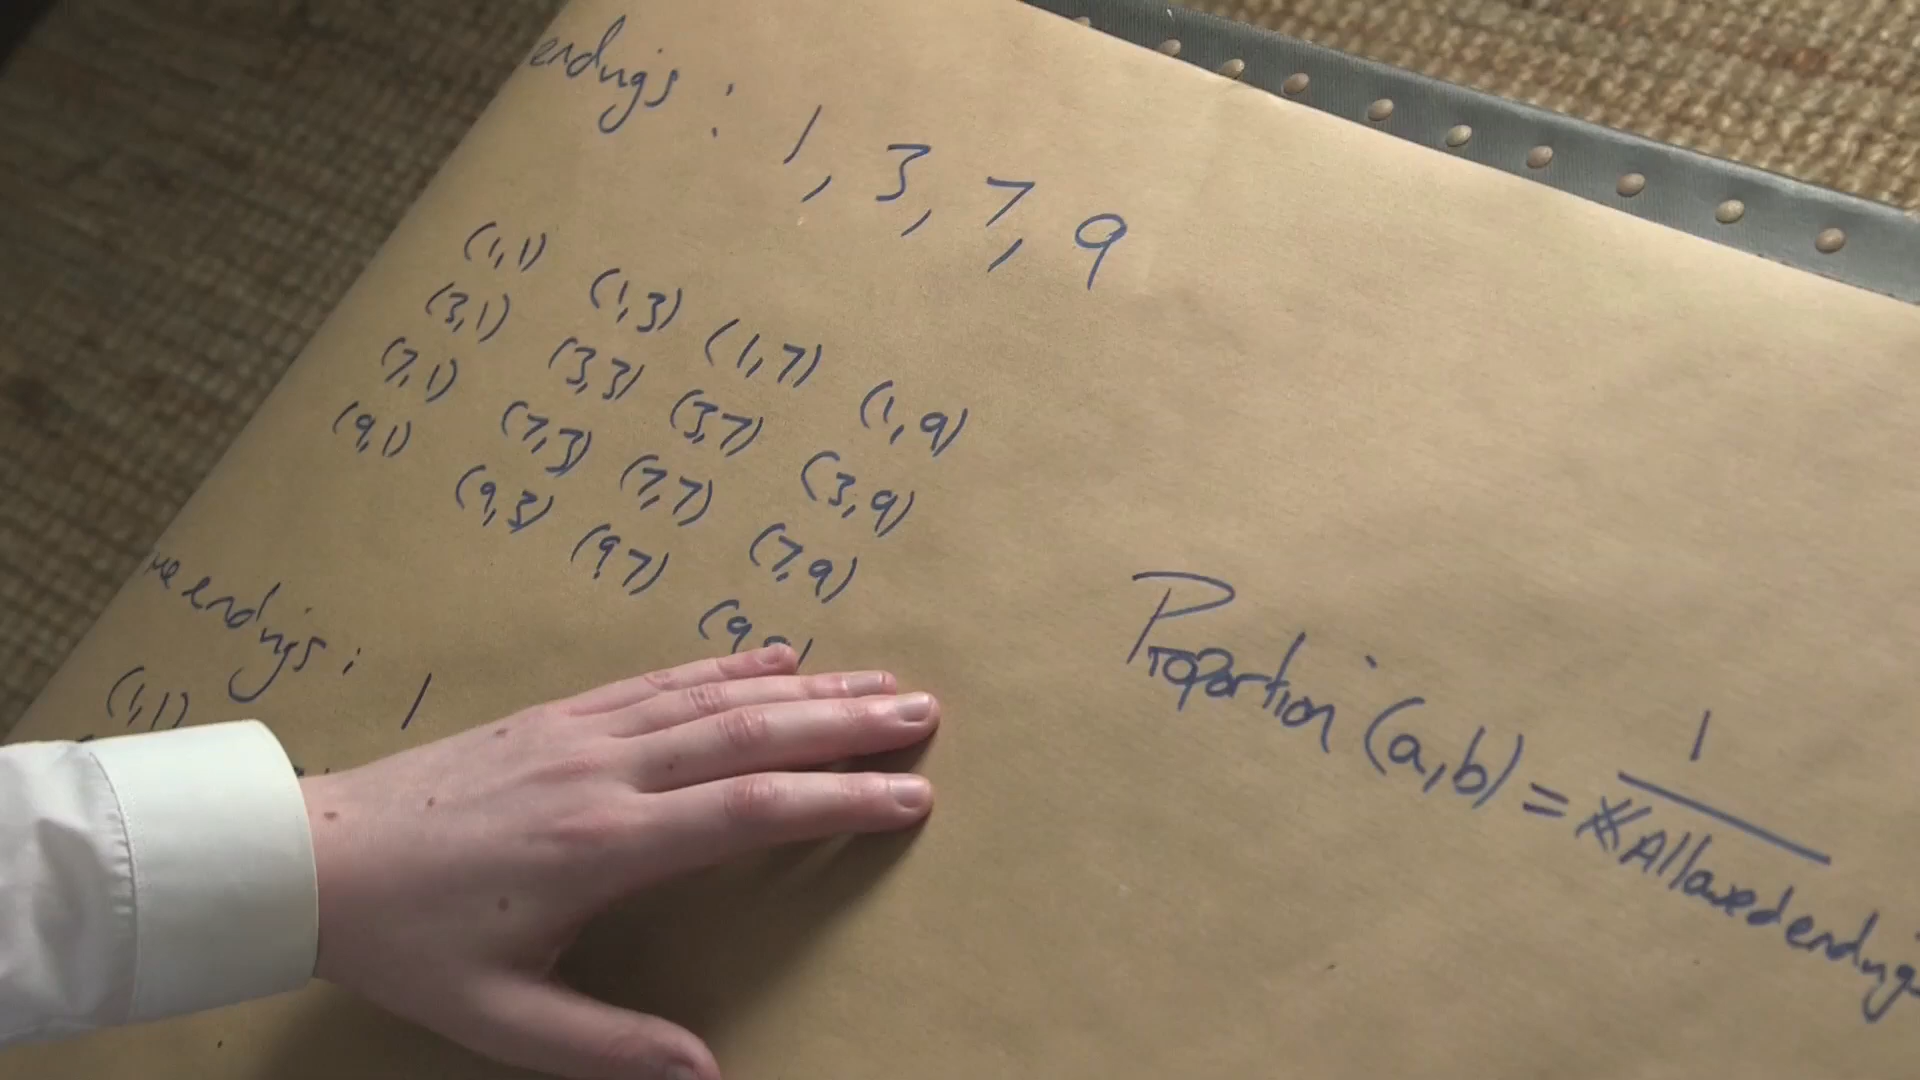 endings : 1, 3, 7, 9
(1,1) (1,3) (1,7) (1,9)
(3,1) (3,3) (3,7) (3,9)
(7,1) (7,3) (7,7) (7,9)
(9,1) (9,3) (9,7) (9,
endings :
(1,1) 1
Proportion (a,b) = 1
Allowed endings